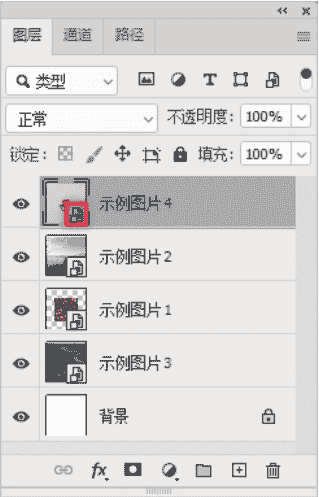 图层 通道 路径
类型 T
正常 不透明度: 100%
锁定: 填充: 100%
示例图片4
示例图片2
示例图片1
示例图片3
背景
fx